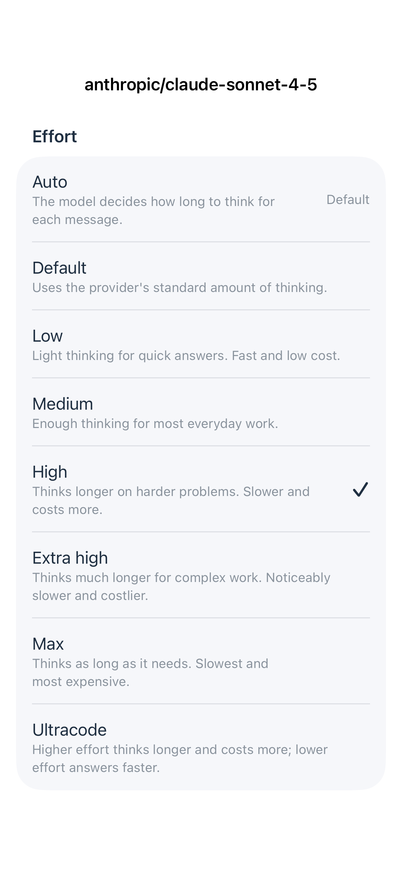 anthropic/claude-sonnet-4-5
Effort
Auto
The model decides how long to think for
each message.
Default
Default
Uses the provider's standard amount of thinking.
Low
Light thinking for quick answers. Fast and low cost.
Medium
Enough thinking for most everyday work.
High
Thinks longer on harder problems. Slower and
costs more.
Extra high
Thinks much longer for complex work. Noticeably
slower and costlier.
Max
Thinks as long as it needs. Slowest and
most expensive.
Ultracode
Higher effort thinks longer and costs more; lower
effort answers faster.